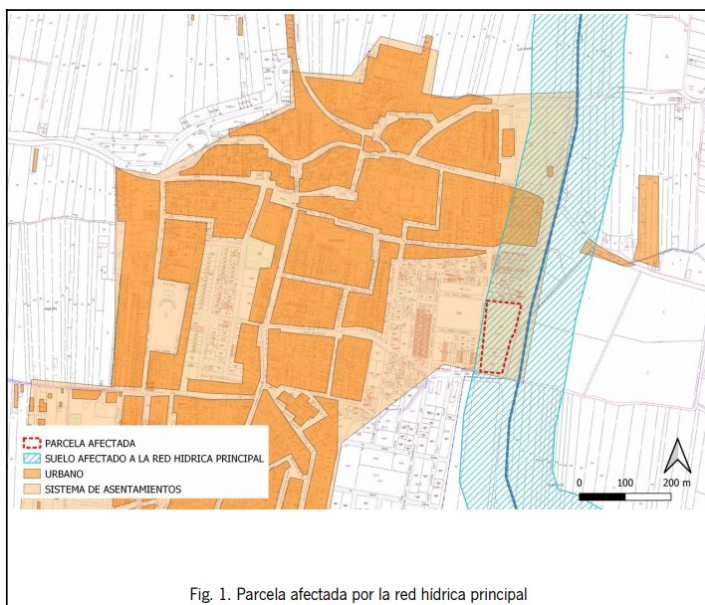 PARCELA AFECTADA
SUELO AFECTADO A LA RED HIDRICA PRINCIPAL
URBANO
SISTEMA DE ASENTAMIENTOS
0 100 200 m
Fig. 1. Parcela afectada por la red hídrica principal